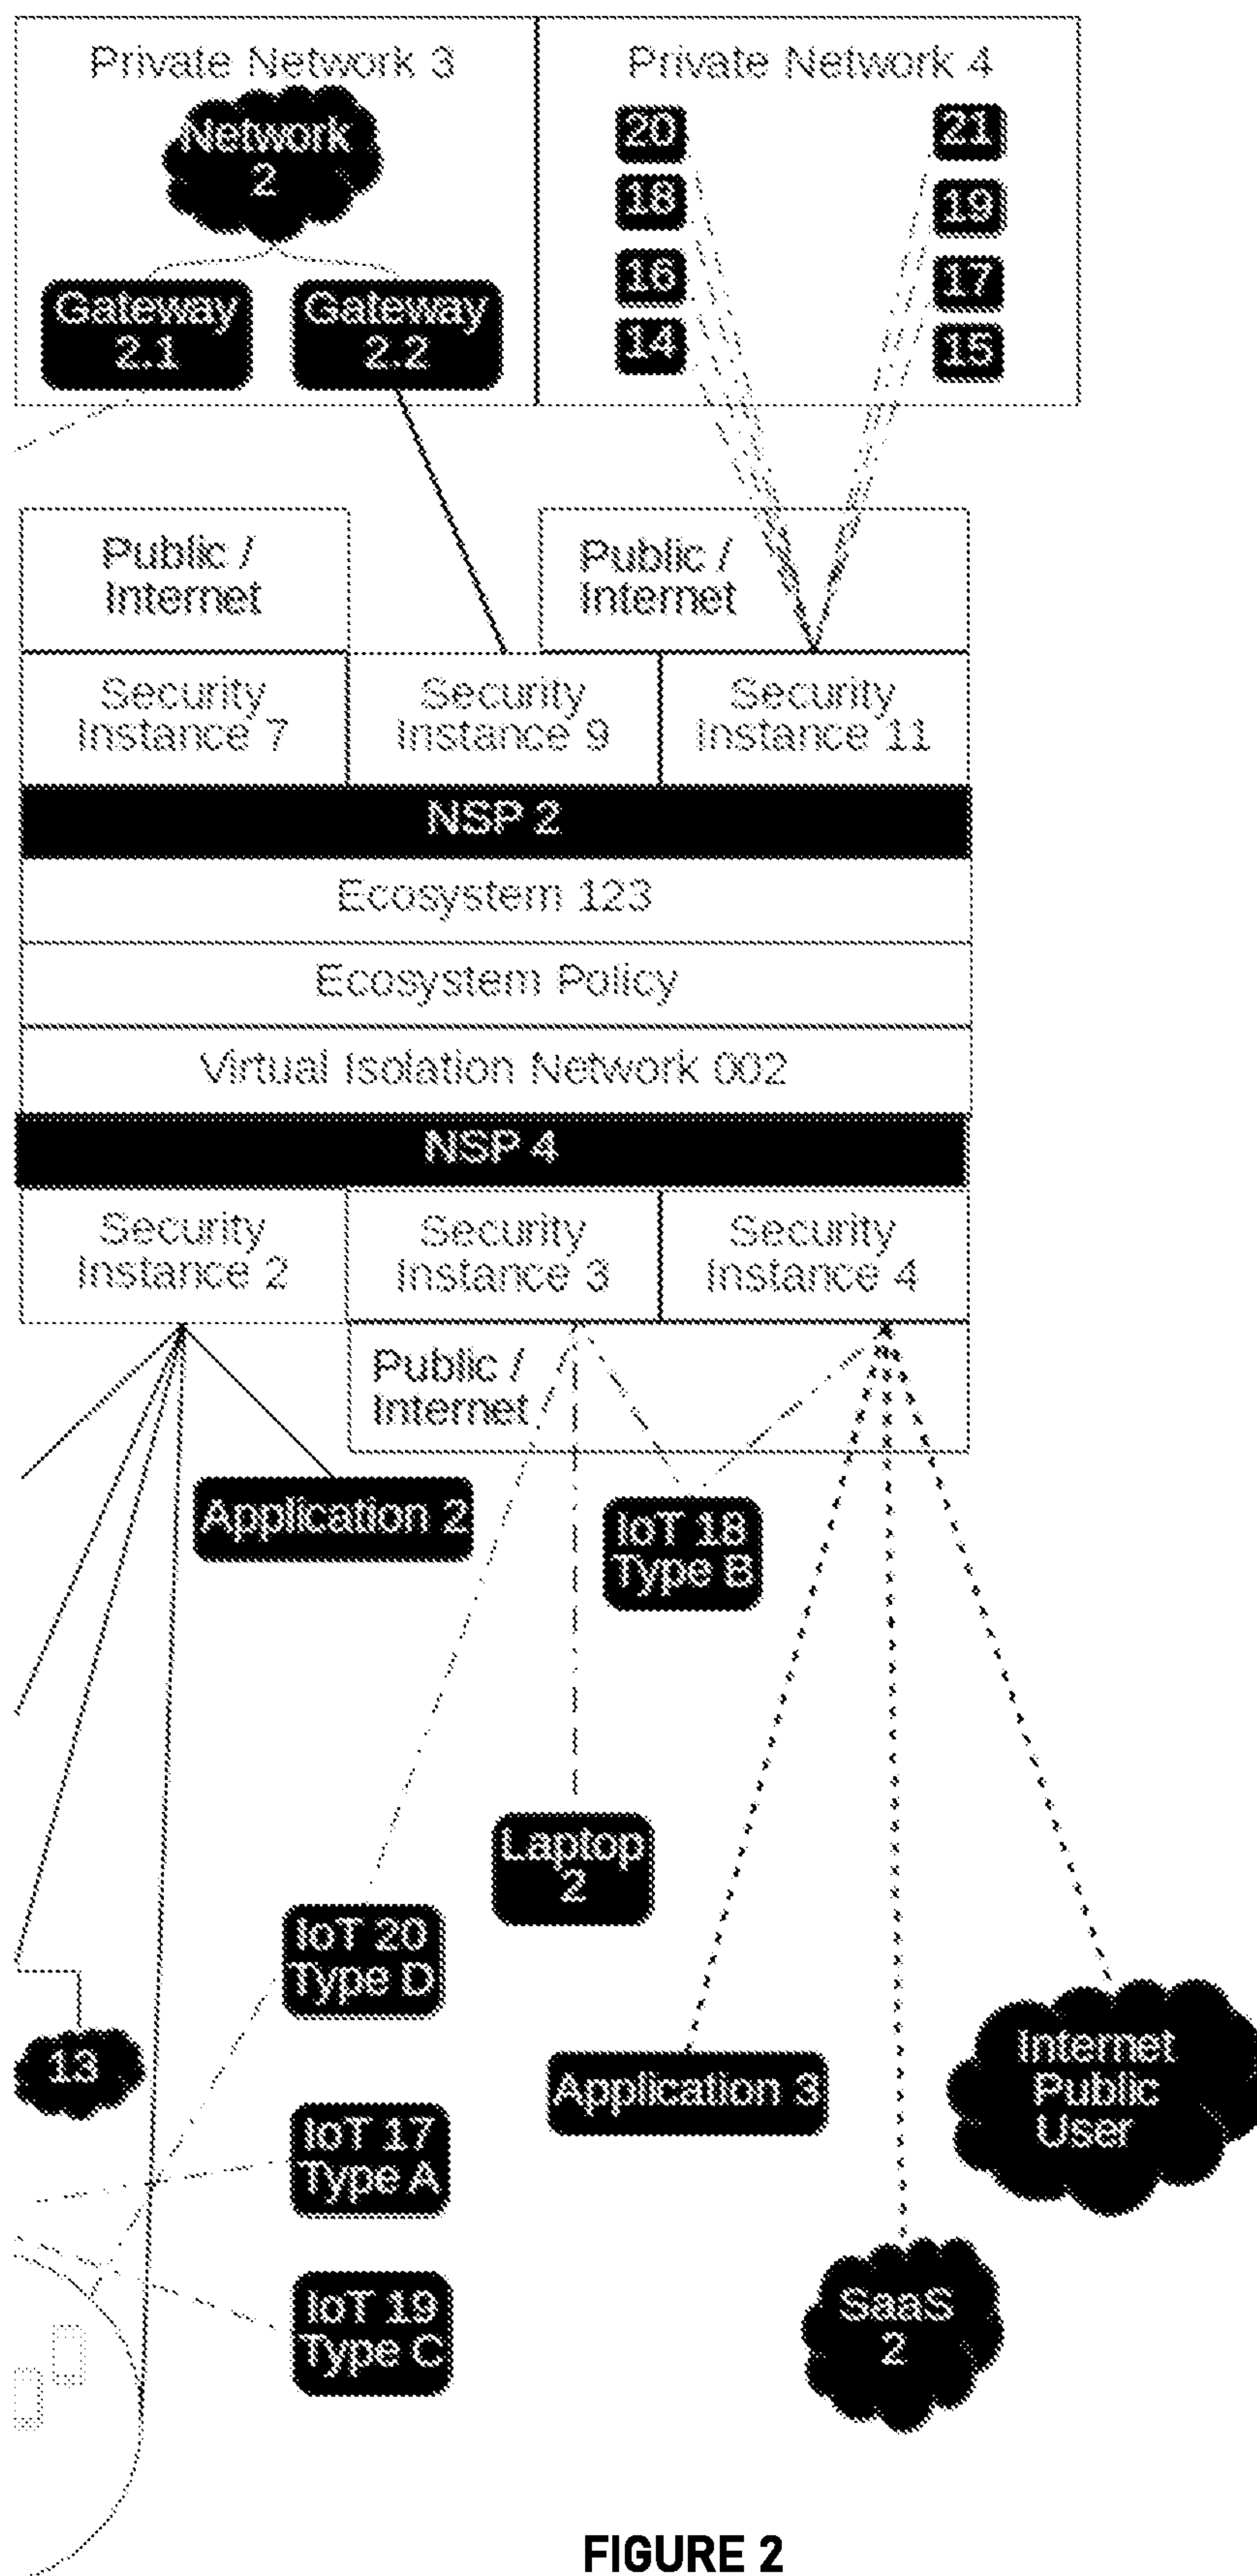 Private Network 3
Network
2
Gateway
2.1
Gateway
2.2
Private Network 4
20
18
16
14
21
19
17
15
Public /
Internet
Public /
Internet
Security
Instance 7
Security
Instance 9
Security
Instance 11
NSP 2
Ecosystem 123
Ecosystem Policy
Virtual Isolation Network 002
NSP 4
Security
Instance 2
Security
Instance 3
Security
Instance 4
Public /
Internet
Application 2
IoT 18
Type B
Laptop
2
IoT 20
Type D
13
Application 3
Internet
Public
User
IoT 17
Type A
IoT 19
Type C
SaaS
2
FIGURE 2